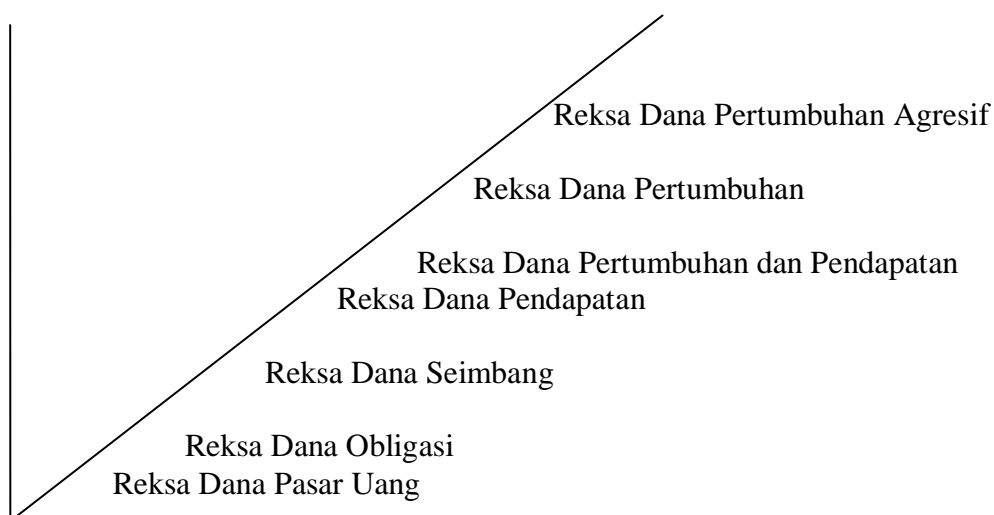 Reksa Dana Pertumbuhan Agresif
Reksa Dana Pertumbuhan
Reksa Dana Pertumbuhan dan Pendapatan
Reksa Dana Pendapatan
Reksa Dana Seimbang
Reksa Dana Obligasi
Reksa Dana Pasar Uang